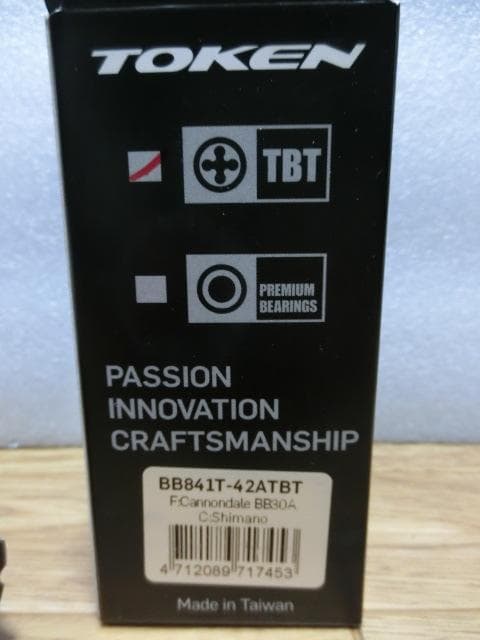 TOKEN
TBT
PREMIUM
BEARINGS
PASSION
INNOVATION
CRAFTSMANSHIP
BB841T-42ATBT
F:Cannondale BB30A
C:Shimano
4 712089 717453
Made in Taiwan